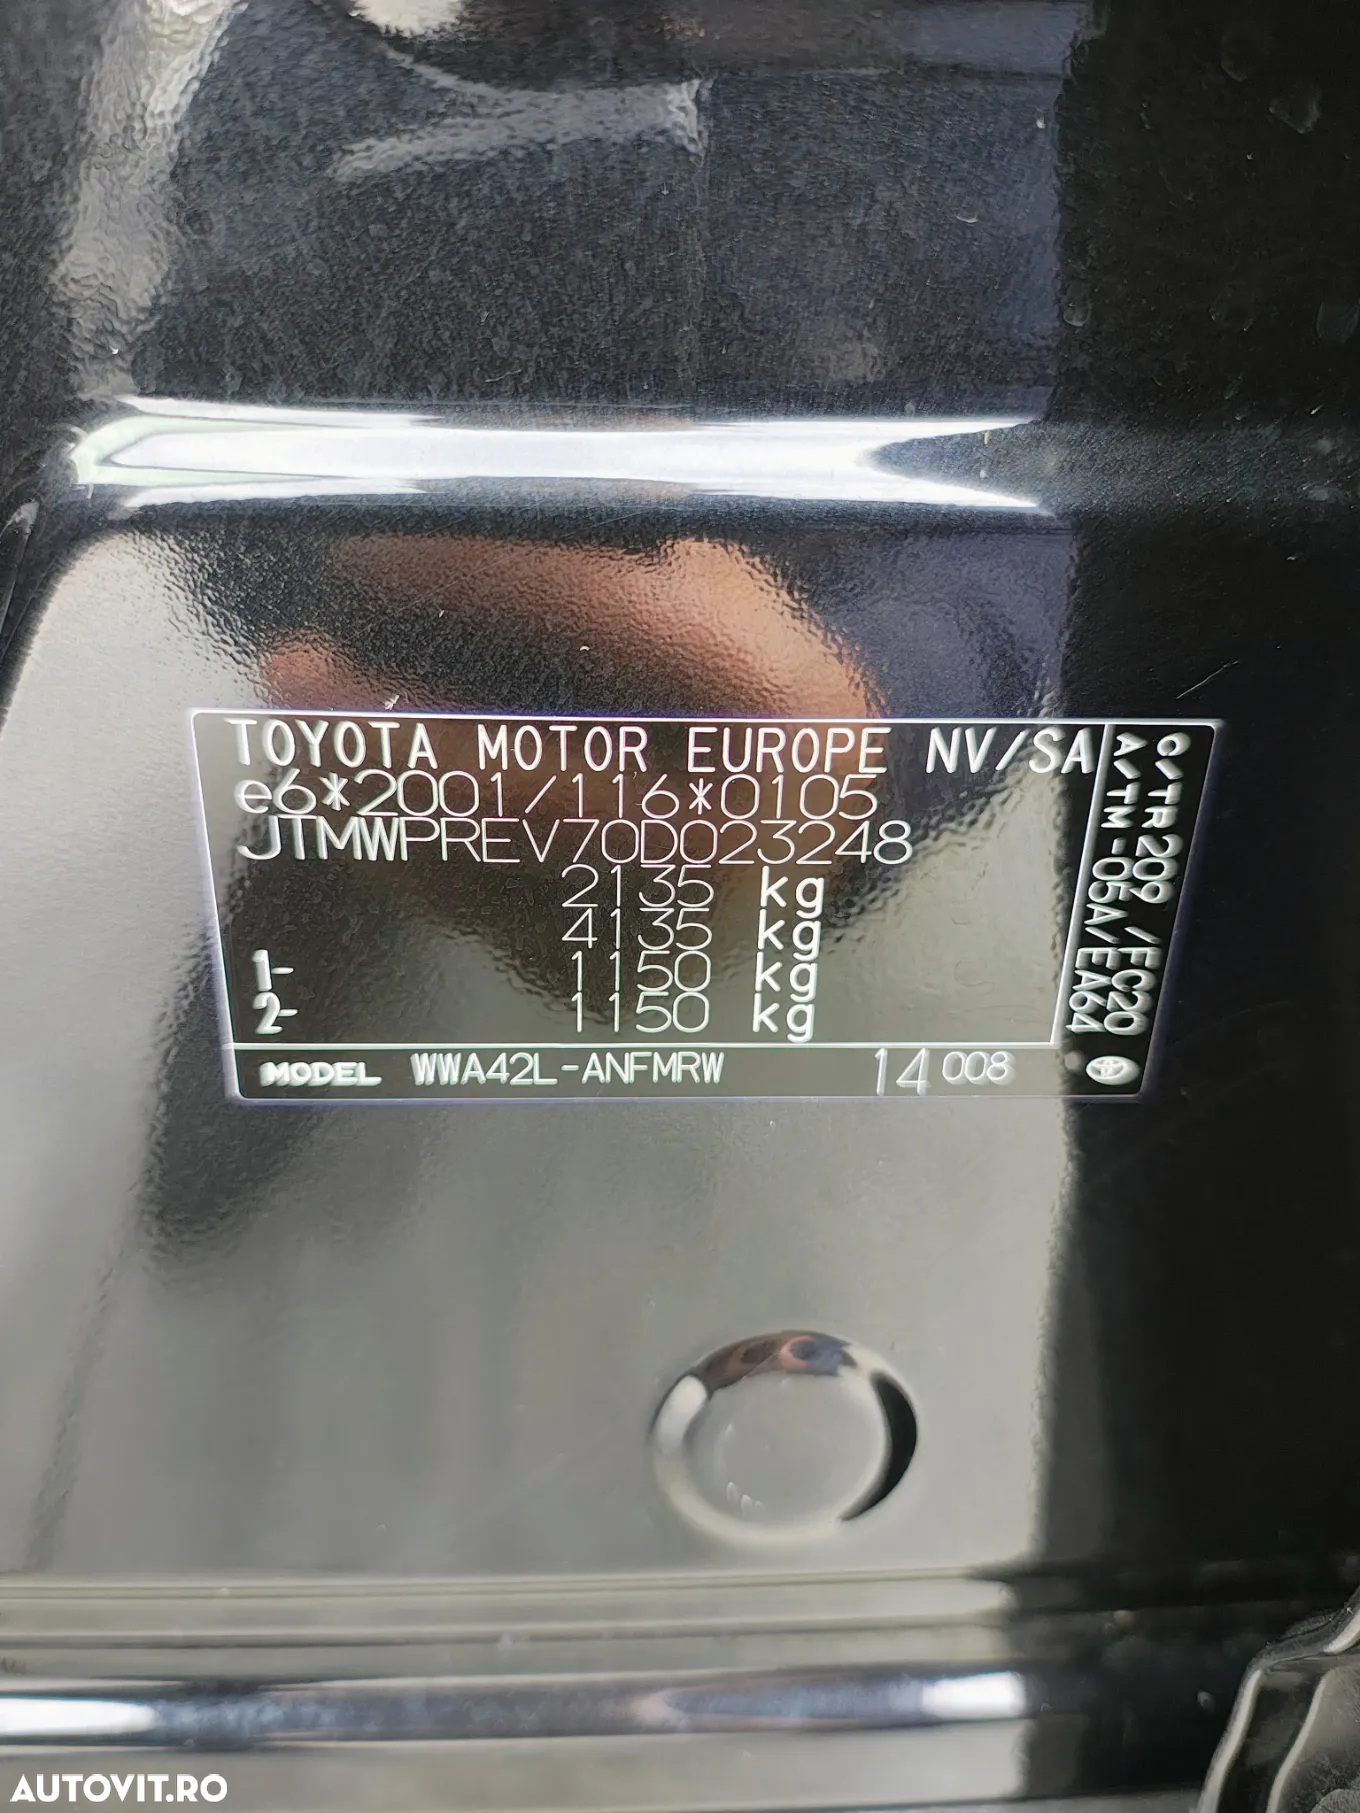 TOYOTA MOTOR EUROPE NV/SA
e6*2001/116*0105
JTMWPREV70D023248
2135 kg
4135 kg
1- 1150 kg
2- 1150 kg
C/TR209 /FC20
A/TM-05A/EA64
MODEL WWA42L-ANFMRW 14 008
AUTOVIT.RO